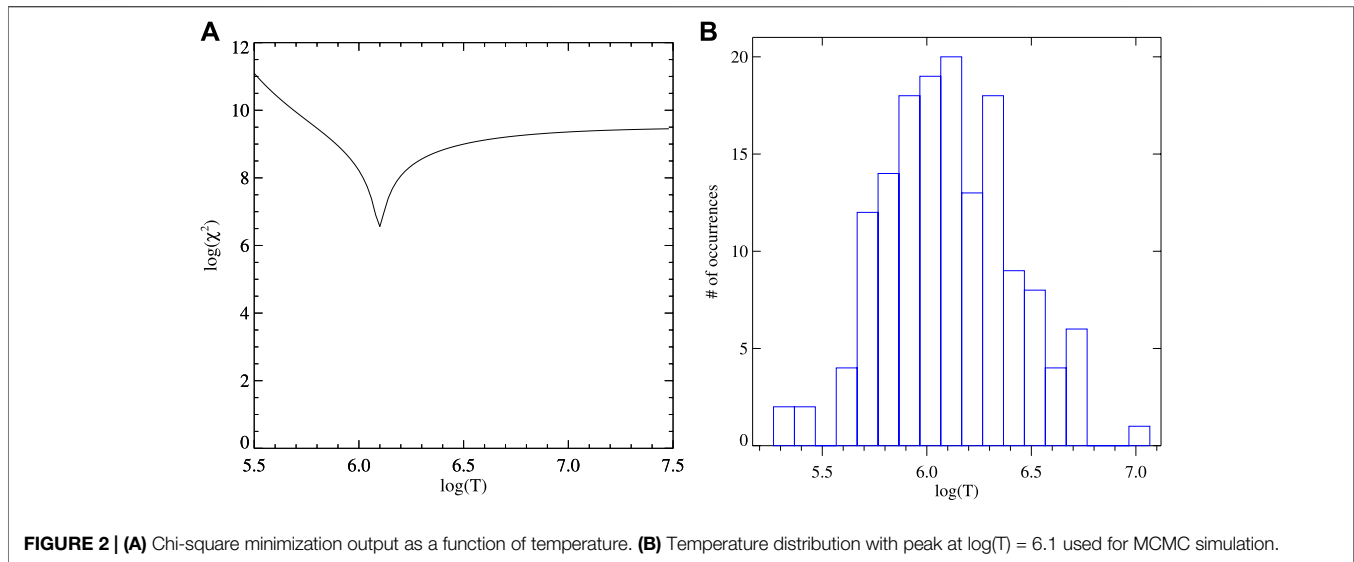 A
12
10
8
6
4
2
0
log(χ²)
5.5 6.0 6.5 7.0 7.5
log(T)
B
20
15
10
5
0
# of occurrences
5.5 6.0 6.5 7.0
log(T)
FIGURE 2 | (A) Chi-square minimization output as a function of temperature. (B) Temperature distribution with peak at log(T) = 6.1 used for MCMC simulation.